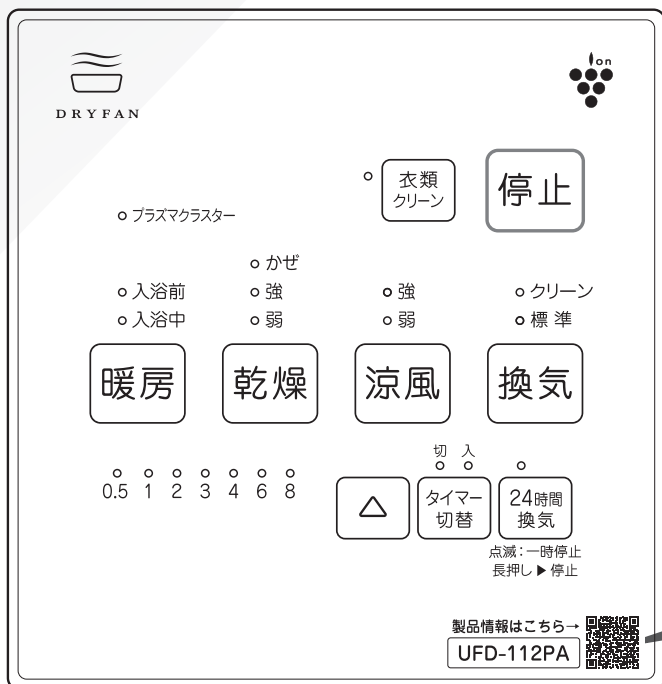 DRYFAN
ion
衣類
クリーン
停止
プラズマクラスター
かぜ
入浴前
強
強
クリーン
入浴中
弱
弱
標準
暖房
乾燥
涼風
換気
切 入
0.5 1 2 3 4 6 8
△
タイマー
切替
24時間
換気
点滅：一時停止
長押し▶停止
製品情報はこちら→
UFD-112PA